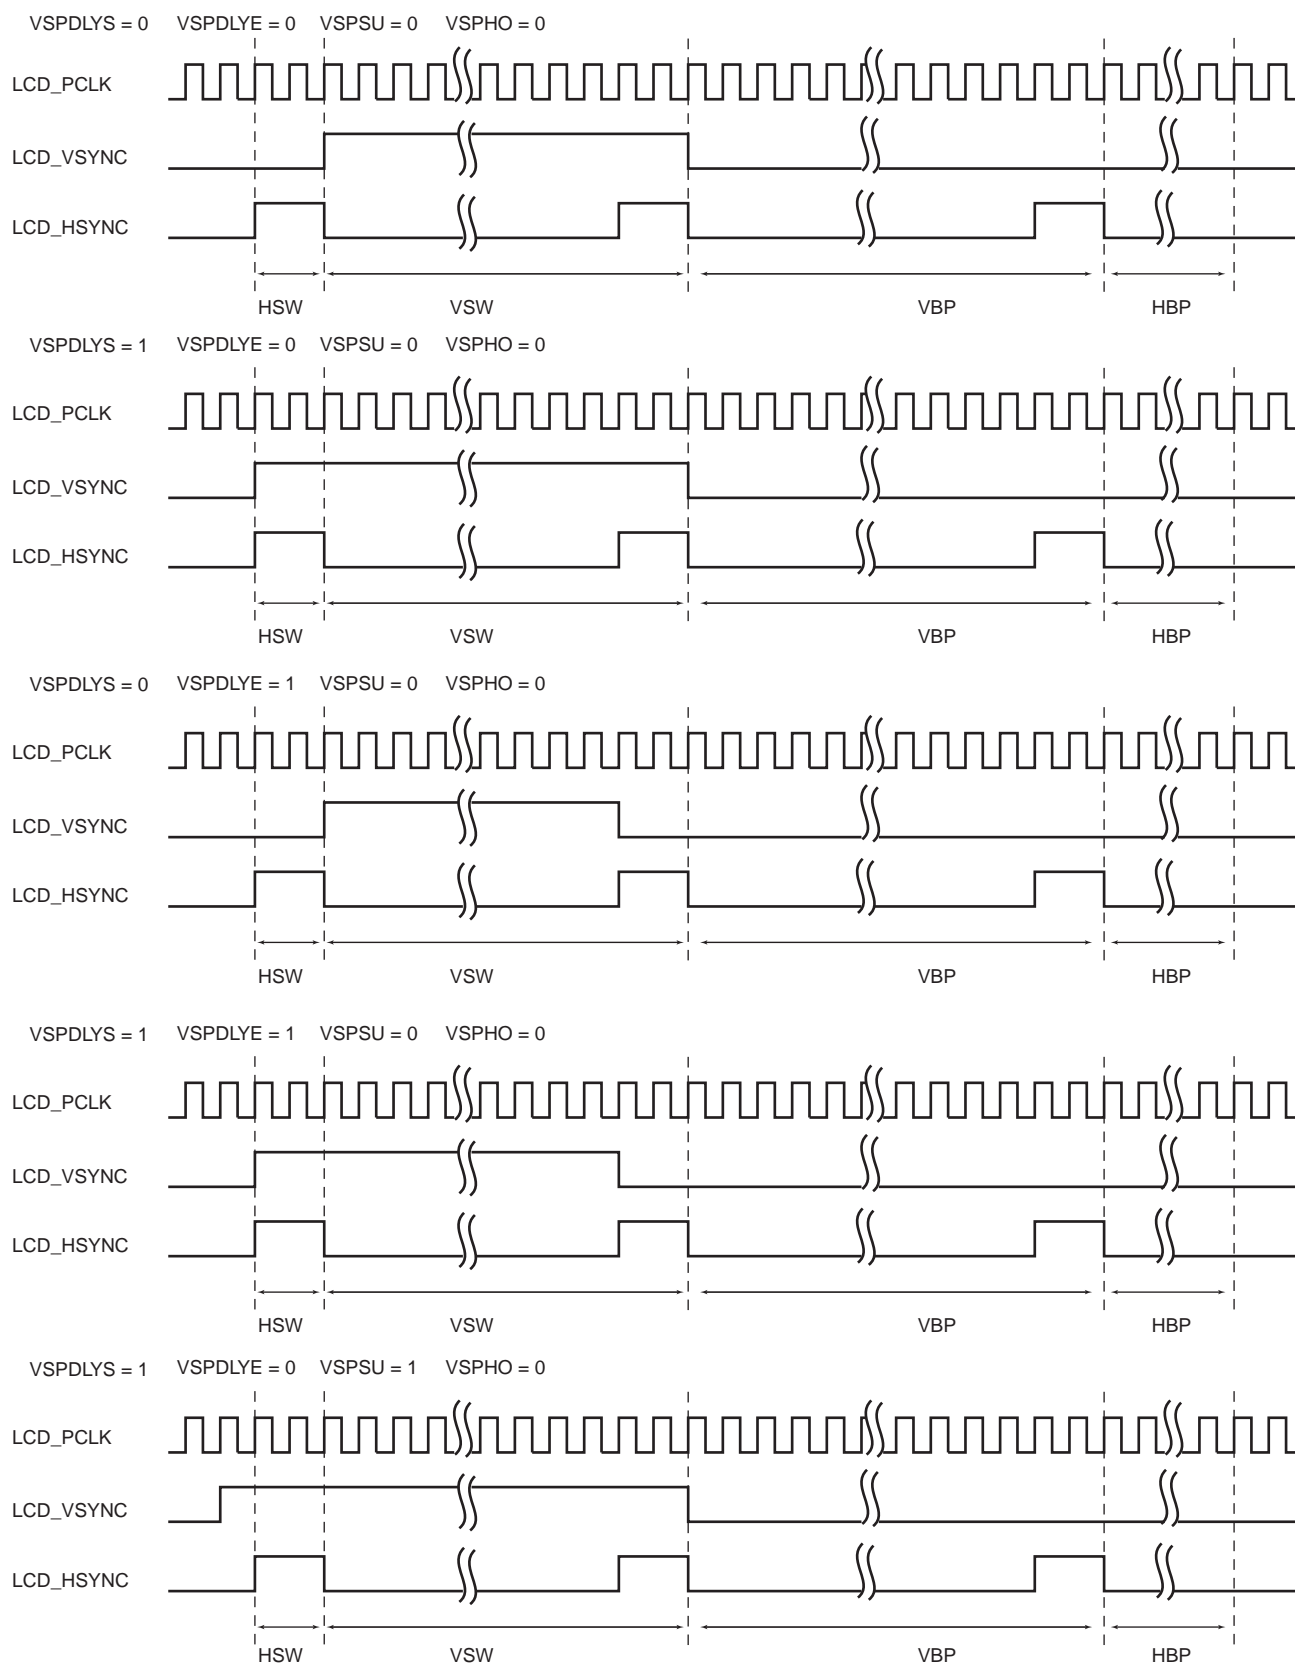 VSPDLYS = 0 VSPDLYE = 0 VSPSU = 0 VSPHO = 0
LCD_PCLK
LCD_VSYNC
LCD_HSYNC
HSW VSW VBP HBP
VSPDLYS = 1 VSPDLYE = 0 VSPSU = 0 VSPHO = 0
LCD_PCLK
LCD_VSYNC
LCD_HSYNC
HSW VSW VBP HBP
VSPDLYS = 0 VSPDLYE = 1 VSPSU = 0 VSPHO = 0
LCD_PCLK
LCD_VSYNC
LCD_HSYNC
HSW VSW VBP HBP
VSPDLYS = 1 VSPDLYE = 1 VSPSU = 0 VSPHO = 0
LCD_PCLK
LCD_VSYNC
LCD_HSYNC
HSW VSW VBP HBP
VSPDLYS = 1 VSPDLYE = 0 VSPSU = 1 VSPHO = 0
LCD_PCLK
LCD_VSYNC
LCD_HSYNC
HSW VSW VBP HBP